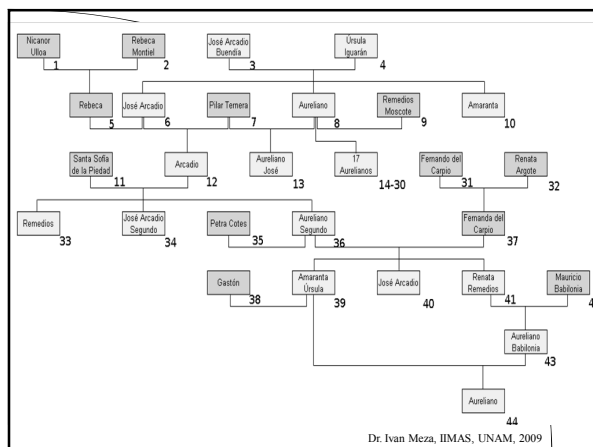 Nicanor
Ulloa
1
Rebeca
Montiel
2
José Arcadio
Buendía
3
Úrsula
Iguarán
4
Rebeca
5
José Arcadio
6
Pilar Ternera
7
Aureliano
8
Remedios
Moscote
9
Amaranta
10
Santa Sofía
de la Piedad
11
Arcadio
12
Aureliano
José
13
17
Aurelianos
14-30
Fernando del
Carpio
31
Renata
Argote
32
Remedios
33
José Arcadio
Segundo
34
Petra Cotes
35
Aureliano
Segundo
36
Fernanda del
Carpio
37
Gastón
38
Amaranta
Úrsula
39
José Arcadio
40
Renata
Remedios
41
Mauricio
Babilonia
4
Aureliano
Babilonia
43
Aureliano
44
Dr. Ivan Meza, IIMAS, UNAM, 2009